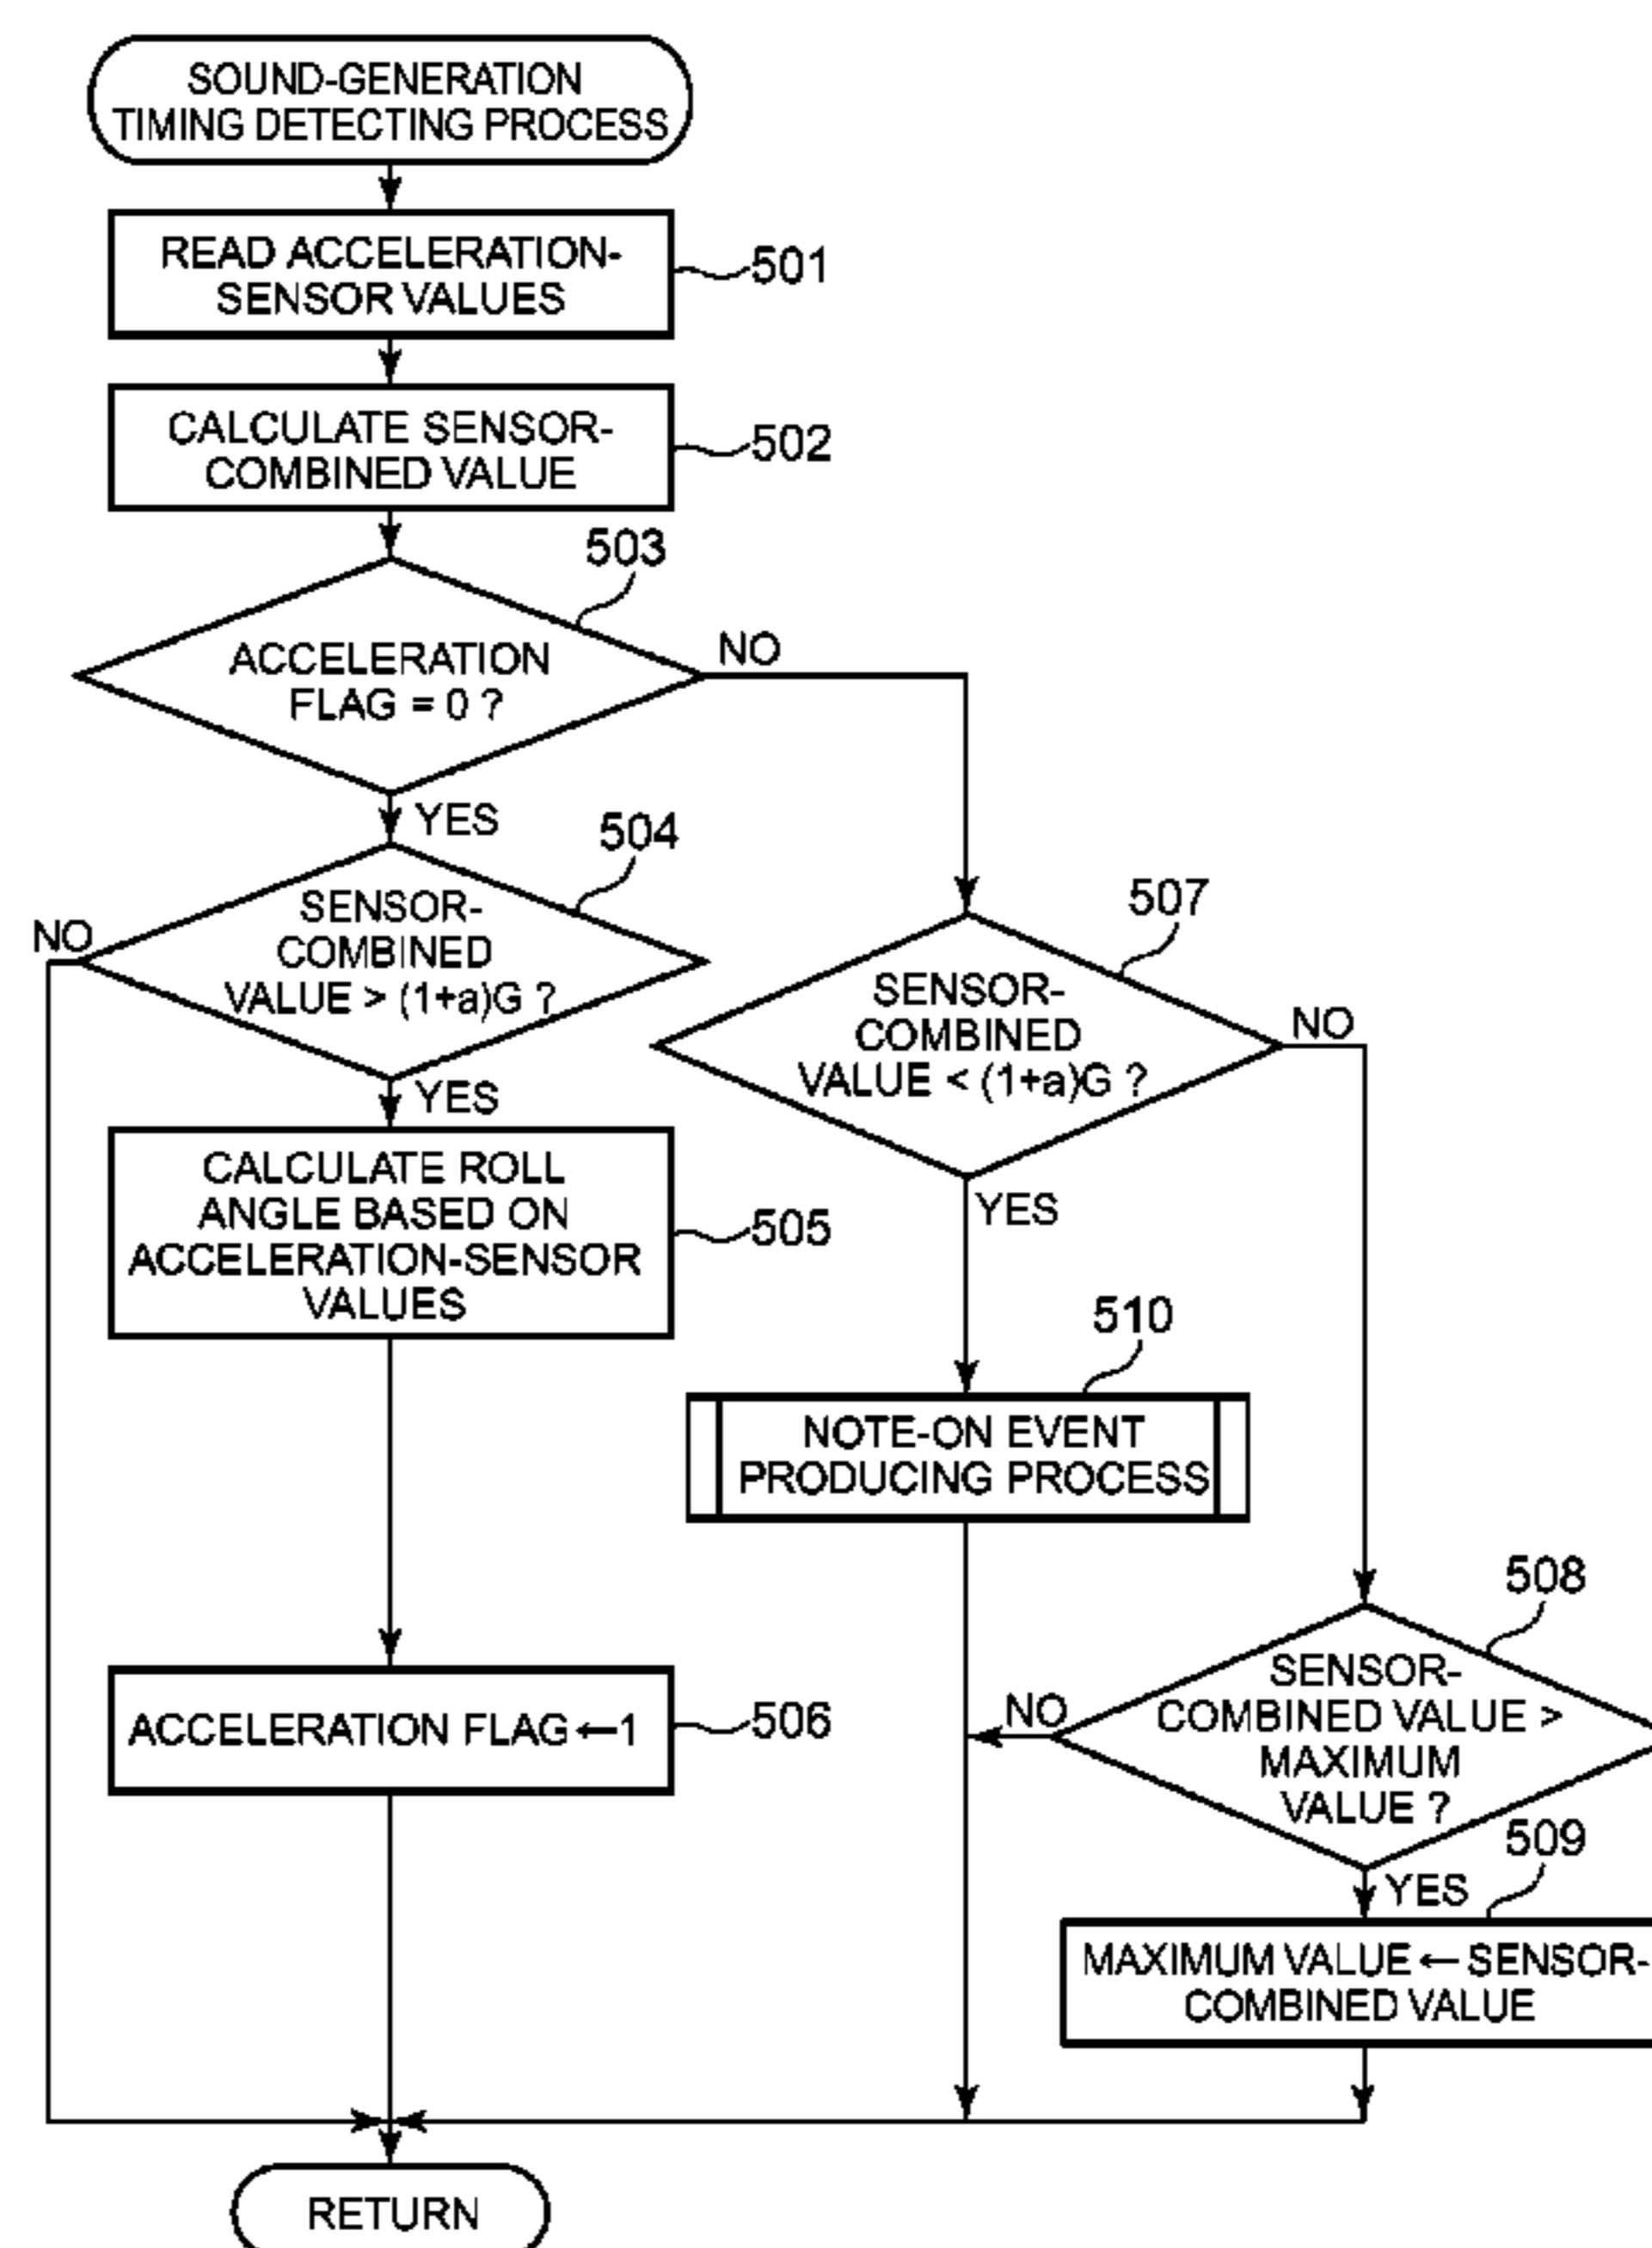 SOUND-GENERATION
TIMING DETECTING PROCESS
READ ACCELERATION-
SENSOR VALUES
501
CALCULATE SENSOR-
COMBINED VALUE
502
503
ACCELERATION
FLAG = 0 ?
NO
YES
504
SENSOR-
COMBINED
VALUE > (1+a)G ?
NO
YES
CALCULATE ROLL
ANGLE BASED ON
ACCELERATION-SENSOR
VALUES
505
ACCELERATION FLAG ←1
506
507
SENSOR-
COMBINED
VALUE < (1+a)G ?
NO
YES
510
NOTE-ON EVENT
PRODUCING PROCESS
508
SENSOR-
COMBINED VALUE >
MAXIMUM
VALUE ?
NO
YES
509
MAXIMUM VALUE ← SENSOR-
COMBINED VALUE
RETURN